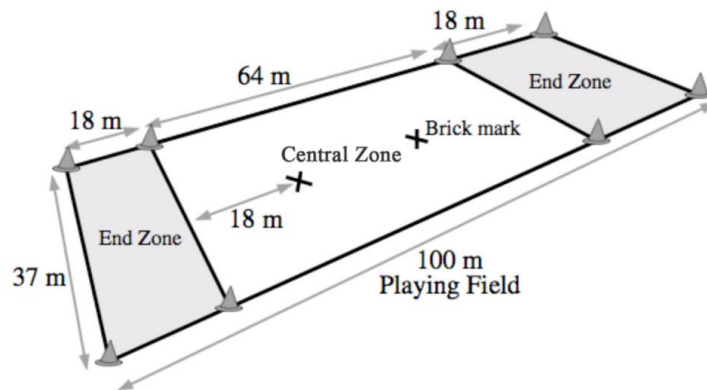 18 m
64 m
End Zone
18 m
Brick mark
Central Zone
18 m
End Zone
37 m
100 m
Playing Field